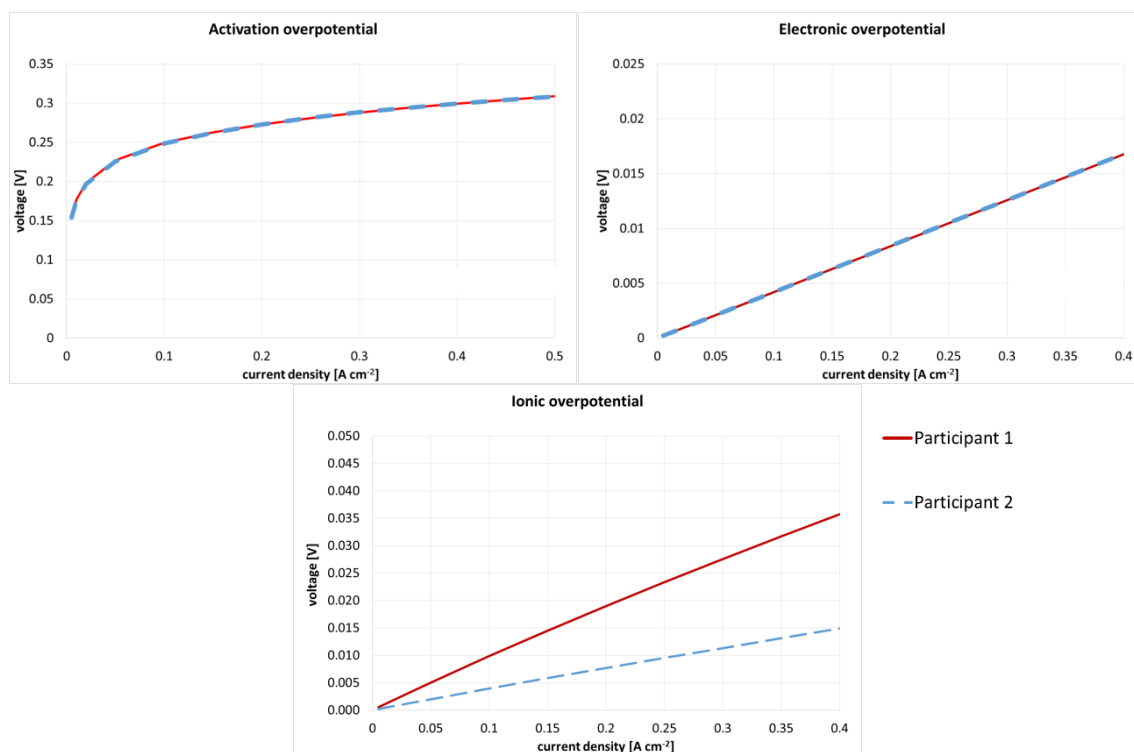 Activation overpotential
0.35
0.3
0.25
0.2
0.15
0.1
0.05
0
voltage [V]
0 0.1 0.2 0.3 0.4 0.5
current density [A cm⁻²]
Electronic overpotential
0.025
0.02
0.015
0.01
0.005
0
voltage [V]
0 0.05 0.1 0.15 0.2 0.25 0.3 0.35 0.4
current density [A cm⁻²]
Ionic overpotential
0.050
0.045
0.040
0.035
0.030
0.025
0.020
0.015
0.010
0.005
0.000
voltage [V]
0 0.05 0.1 0.15 0.2 0.25 0.3 0.35 0.4
current density [A cm⁻²]
Participant 1
Participant 2